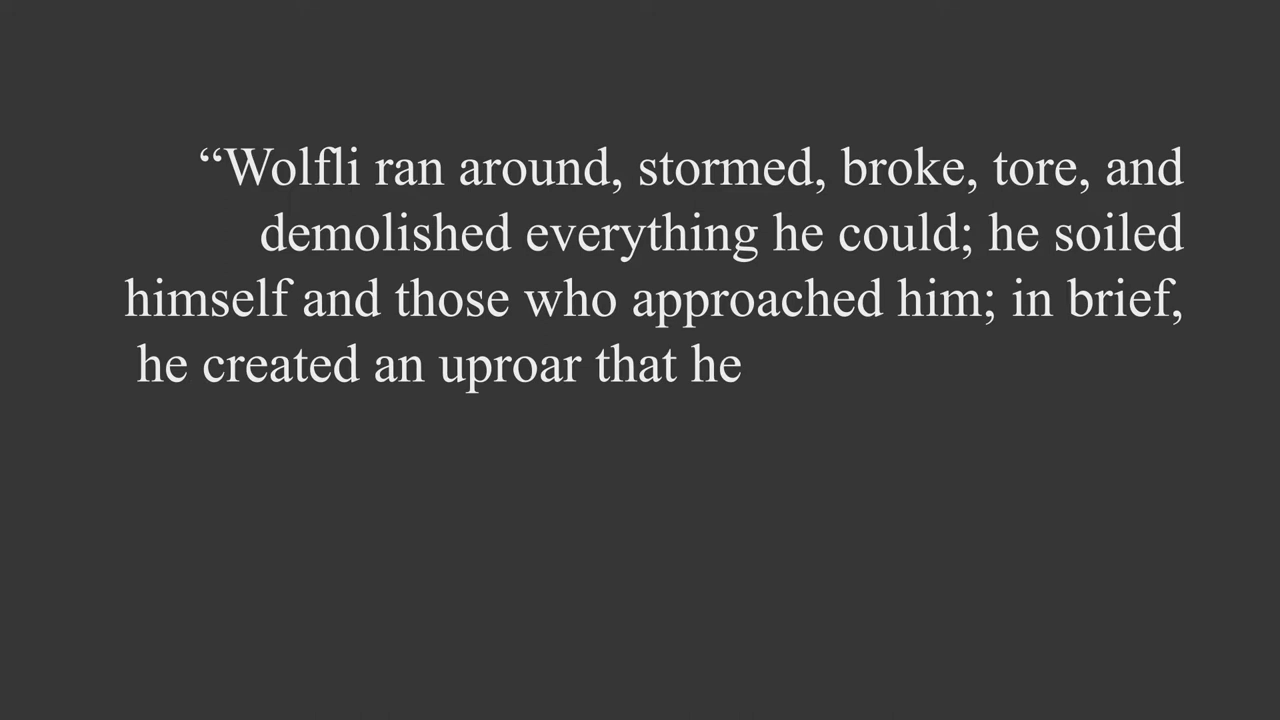 “Wolfli ran around, stormed, broke, tore, and
demolished everything he could; he soiled
himself and those who approached him; in brief,
he created an uproar that he